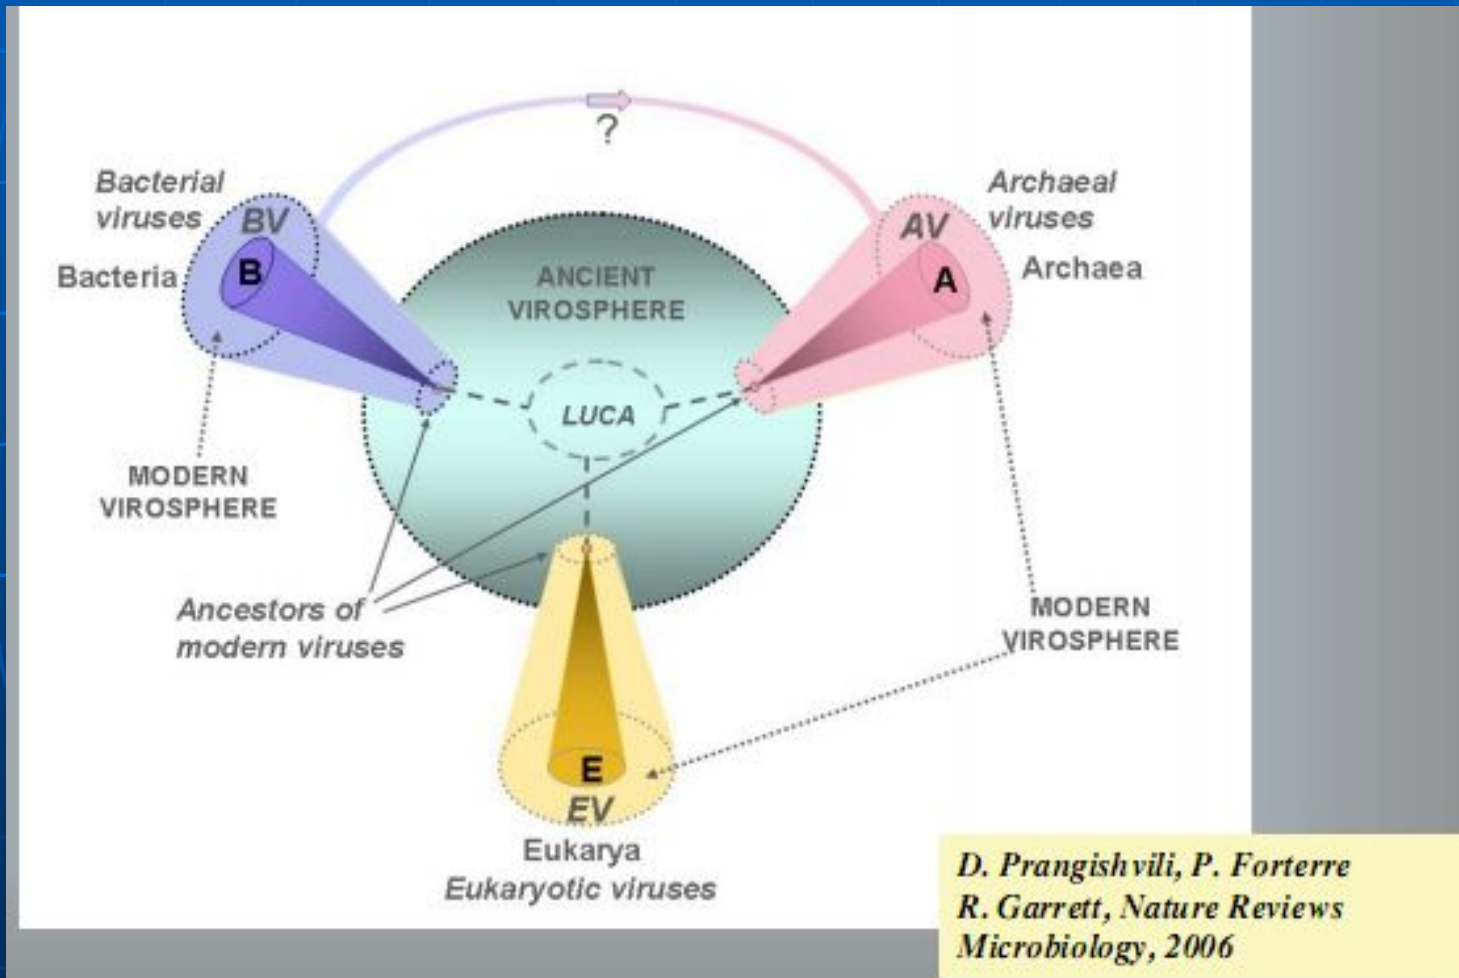 ?
Bacterial
viruses
BV
Bacteria
B
Archaeal
viruses
AV
Archaea
A
ANCIENT
VIROSPHERE
LUCA
MODERN
VIROSPHERE
Ancestors of
modern viruses
MODERN
VIROSPHERE
E
EV
Eukarya
Eukaryotic viruses
D. Prangishvili, P. Forterre
R. Garrett, Nature Reviews
Microbiology, 2006